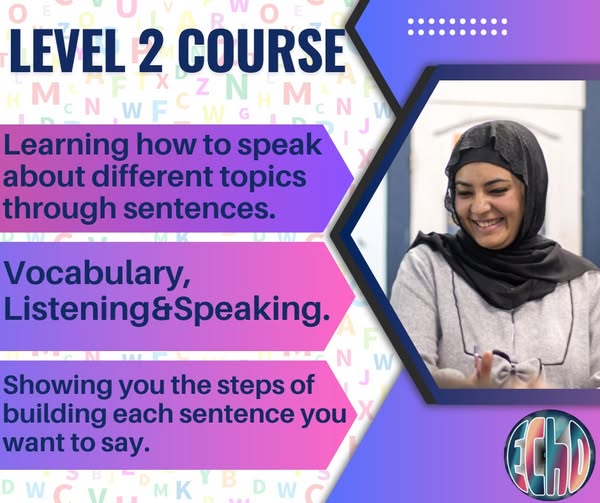 LEVEL 2 COURSE
Learning how to speak
about different topics
through sentences.
Vocabulary,
Listening&Speaking.
Showing you the steps of
building each sentence you
want to say.
EChO